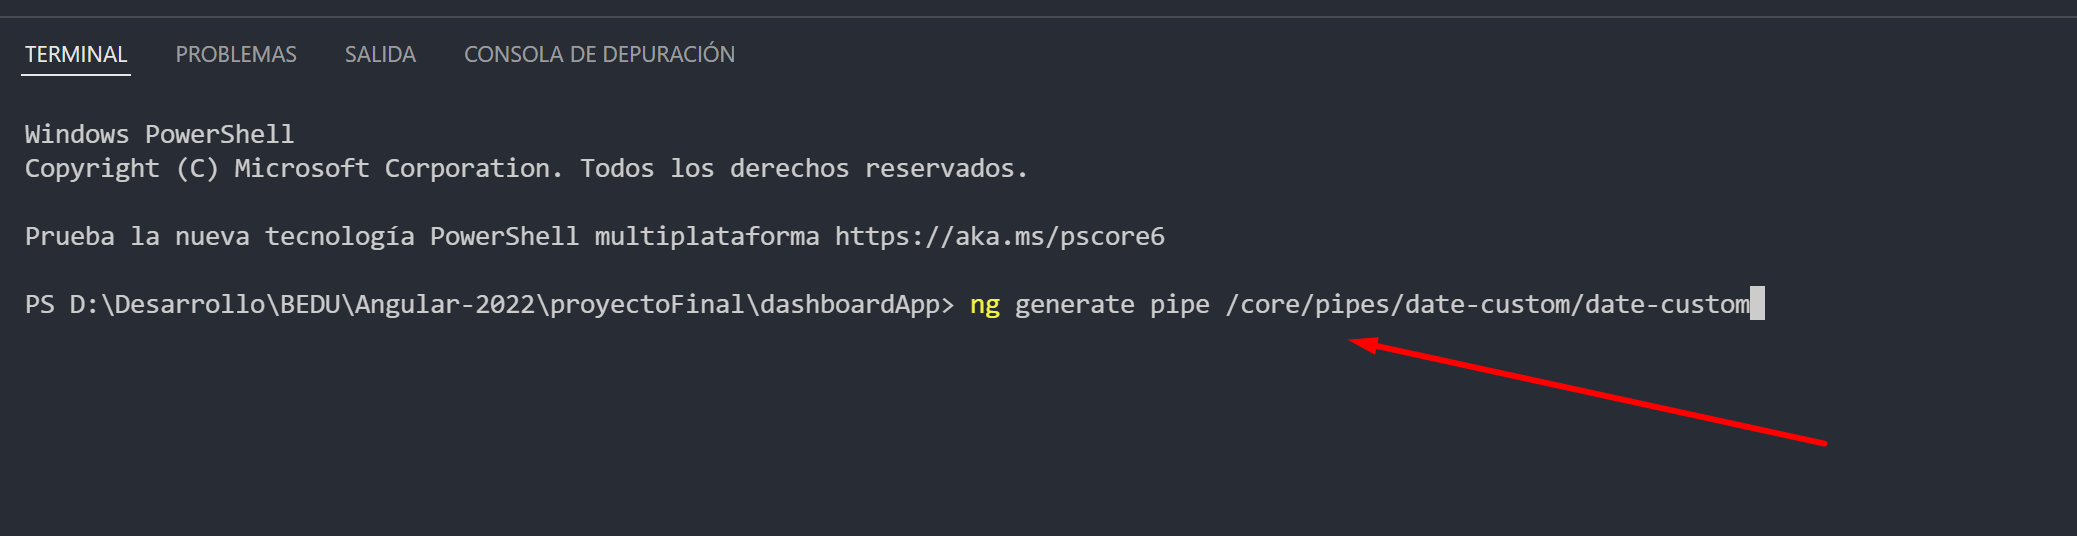 TERMINAL PROBLEMAS SALIDA CONSOLA DE DEPURACIÓN
Windows PowerShell
Copyright (C) Microsoft Corporation. Todos los derechos reservados.
Prueba la nueva tecnología PowerShell multiplataforma https://aka.ms/pscore6
PS D:\Desarrollo\BEDU\Angular-2022\proyectoFinal\dashboardApp> ng generate pipe /core/pipes/date-custom/date-custom